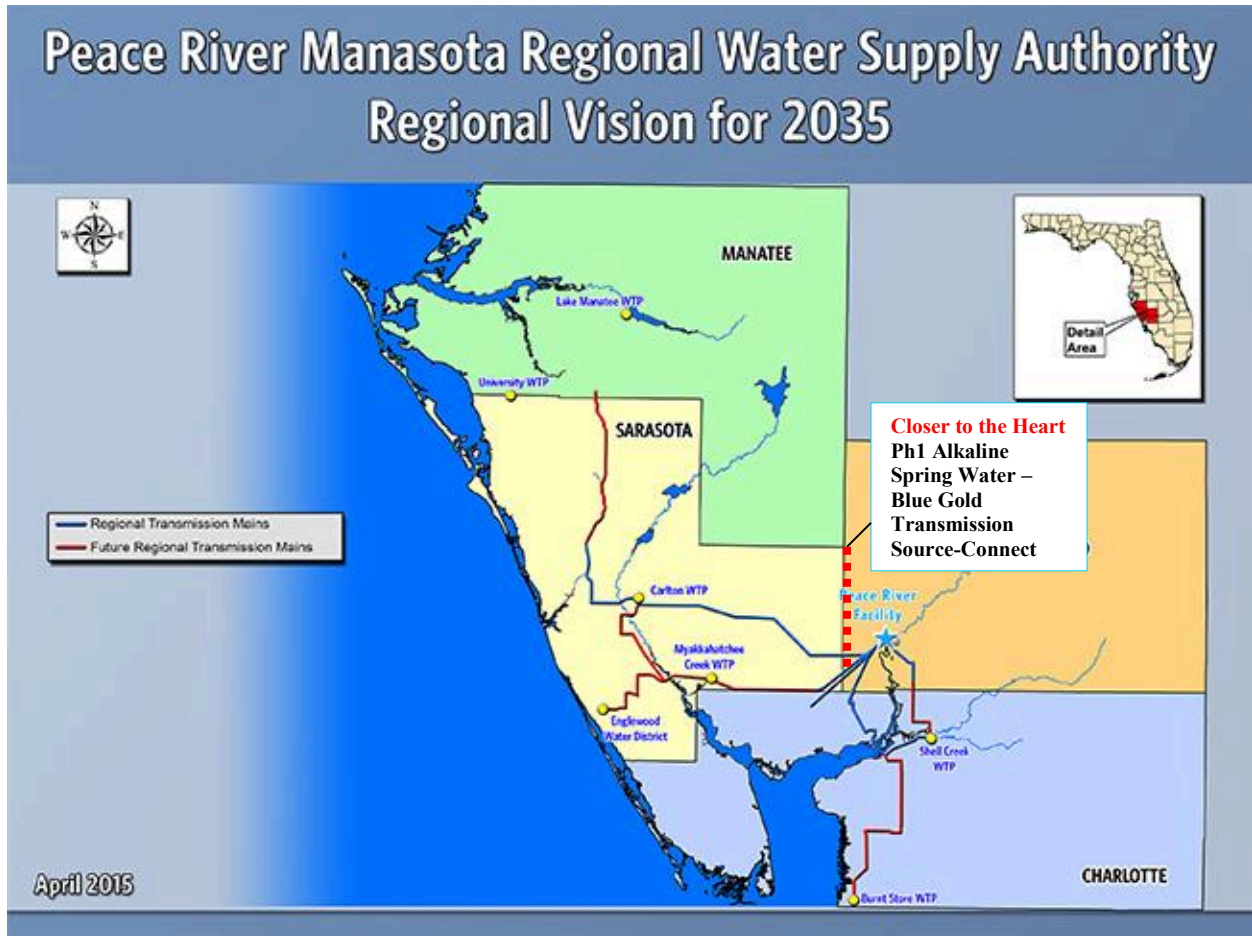 Peace River Manasota Regional Water Supply Authority
Regional Vision for 2035
N
W
E
S
MANATEE
Lake Manatee WTP
University WTP
SARASOTA
Detail
Area
Closer to the Heart
Ph1 Alkaline
Spring Water –
Blue Gold
Transmission
Source-Connect
Regional Transmission Mains
Future Regional Transmission Mains
Carlton WTP
Peace River
Facility
Myakkahatchee
Creek WTP
Englewood
Water District
Shell Creek
WTP
CHARLOTTE
Burnt Store WTP
April 2015